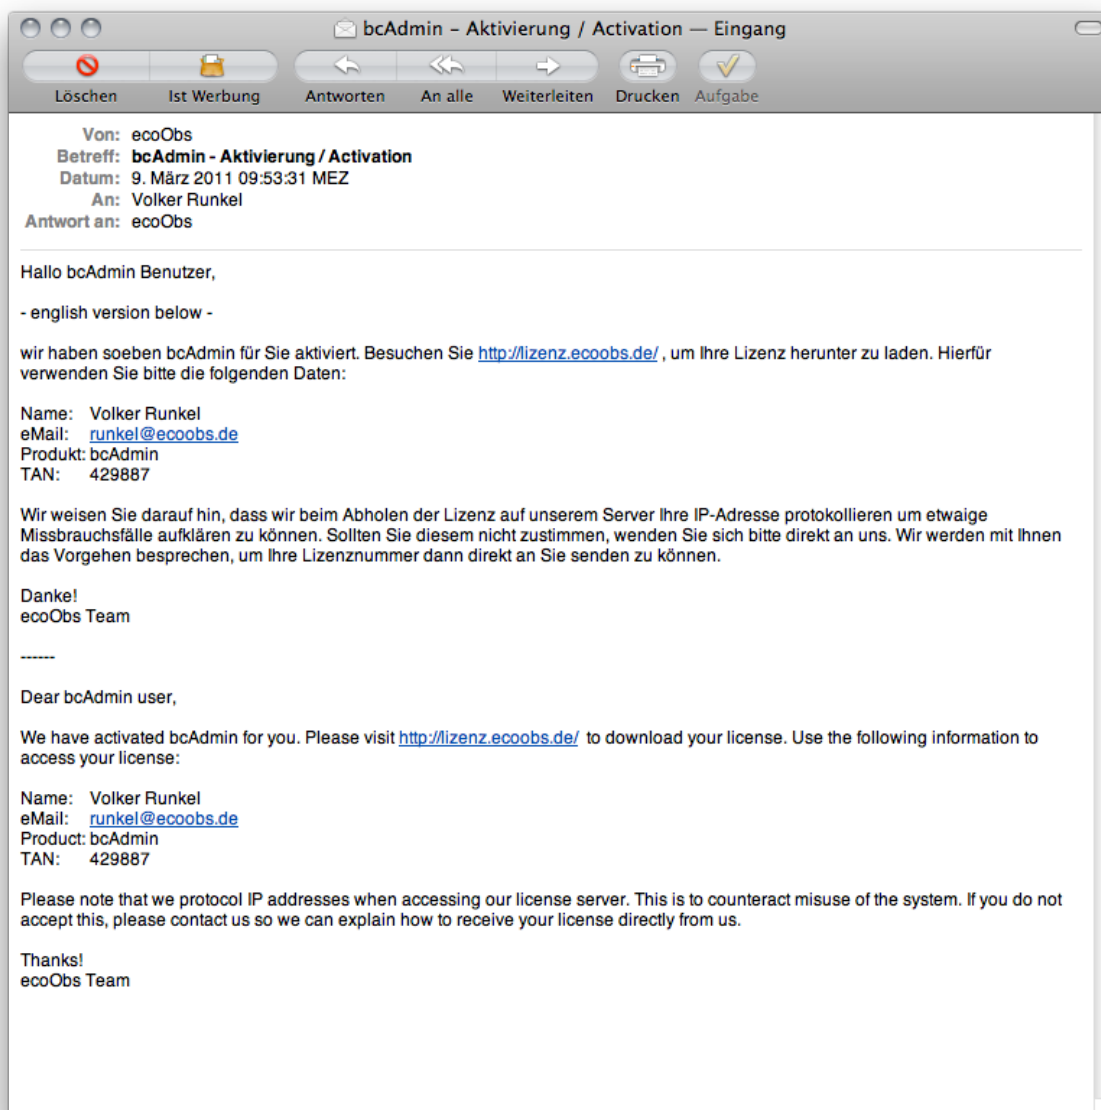 bcAdmin – Aktivierung / Activation — Eingang
Löschen Ist Werbung Antworten An alle Weiterleiten Drucken Aufgabe
Von: ecoObs
Betreff: bcAdmin - Aktivierung / Activation
Datum: 9. März 2011 09:53:31 MEZ
An: Volker Runkel
Antwort an: ecoObs
Hallo bcAdmin Benutzer,
- english version below -
wir haben soeben bcAdmin für Sie aktiviert. Besuchen Sie http://lizenz.ecoobs.de/ , um Ihre Lizenz herunter zu laden. Hierfür
verwenden Sie bitte die folgenden Daten:
Name: Volker Runkel
eMail: runkel@ecoobs.de
Produkt: bcAdmin
TAN: 429887
Wir weisen Sie darauf hin, dass wir beim Abholen der Lizenz auf unserem Server Ihre IP-Adresse protokollieren um etwaige
Missbrauchsfälle aufklären zu können. Sollten Sie diesem nicht zustimmen, wenden Sie sich bitte direkt an uns. Wir werden mit Ihnen
das Vorgehen besprechen, um Ihre Lizenznummer dann direkt an Sie senden zu können.
Danke!
ecoObs Team
------
Dear bcAdmin user,
We have activated bcAdmin for you. Please visit http://lizenz.ecoobs.de/ to download your license. Use the following information to
access your license:
Name: Volker Runkel
eMail: runkel@ecoobs.de
Product: bcAdmin
TAN: 429887
Please note that we protocol IP addresses when accessing our license server. This is to counteract misuse of the system. If you do not
accept this, please contact us so we can explain how to receive your license directly from us.
Thanks!
ecoObs Team